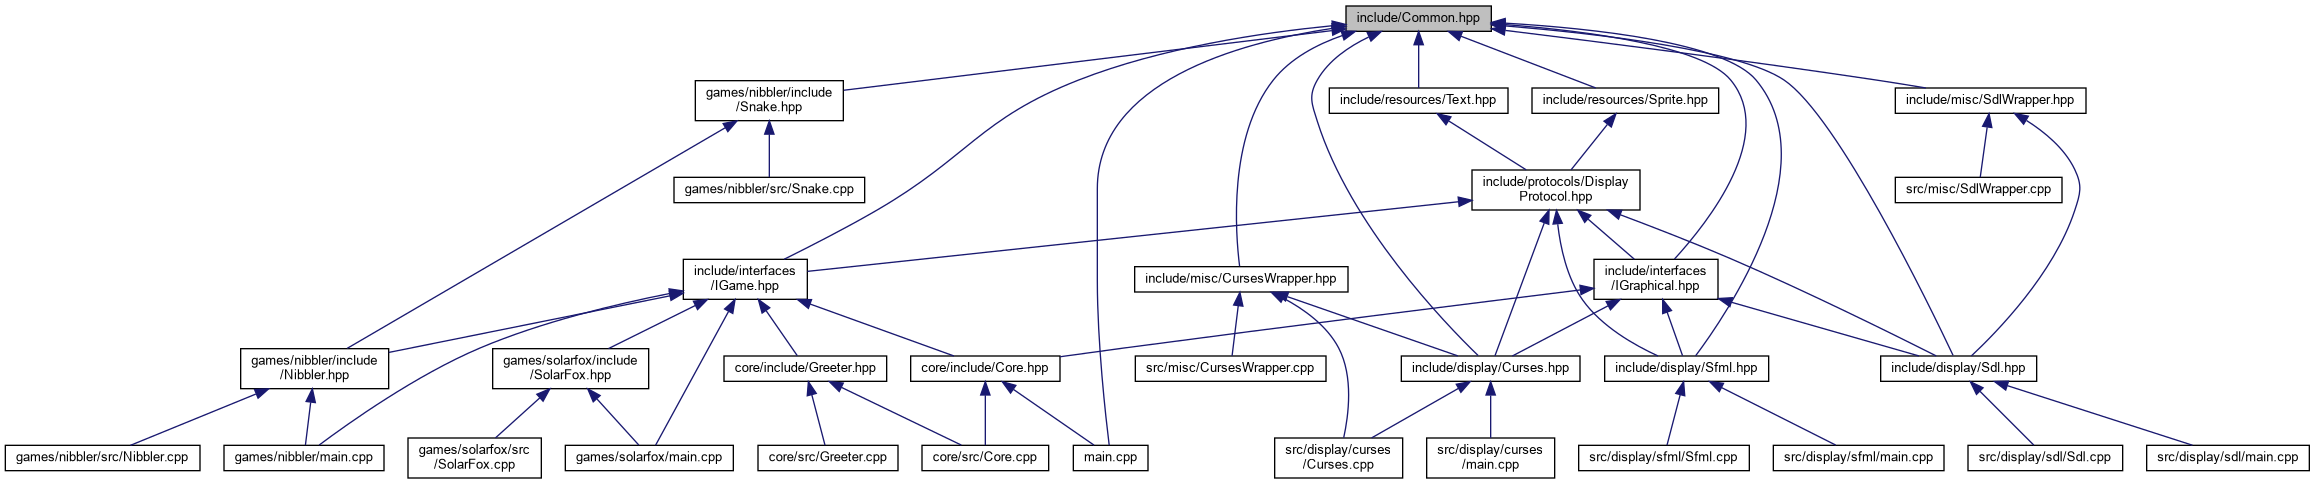 include/Common.hpp
games/nibbler/include
/Snake.hpp
include/resources/Text.hpp
include/resources/Sprite.hpp
include/misc/SdlWrapper.hpp
games/nibbler/src/Snake.cpp
include/protocols/Display
Protocol.hpp
src/misc/SdlWrapper.cpp
include/interfaces
/IGame.hpp
include/misc/CursesWrapper.hpp
include/interfaces
/IGraphical.hpp
games/nibbler/include
/Nibbler.hpp
games/solarfox/include
/SolarFox.hpp
core/include/Greeter.hpp
core/include/Core.hpp
src/misc/CursesWrapper.cpp
include/display/Curses.hpp
include/display/Sfml.hpp
include/display/Sdl.hpp
games/nibbler/src/Nibbler.cpp
games/nibbler/main.cpp
games/solarfox/src
/SolarFox.cpp
games/solarfox/main.cpp
core/src/Greeter.cpp
core/src/Core.cpp
main.cpp
src/display/curses
/Curses.cpp
src/display/curses
/main.cpp
src/display/sfml/Sfml.cpp
src/display/sfml/main.cpp
src/display/sdl/Sdl.cpp
src/display/sdl/main.cpp